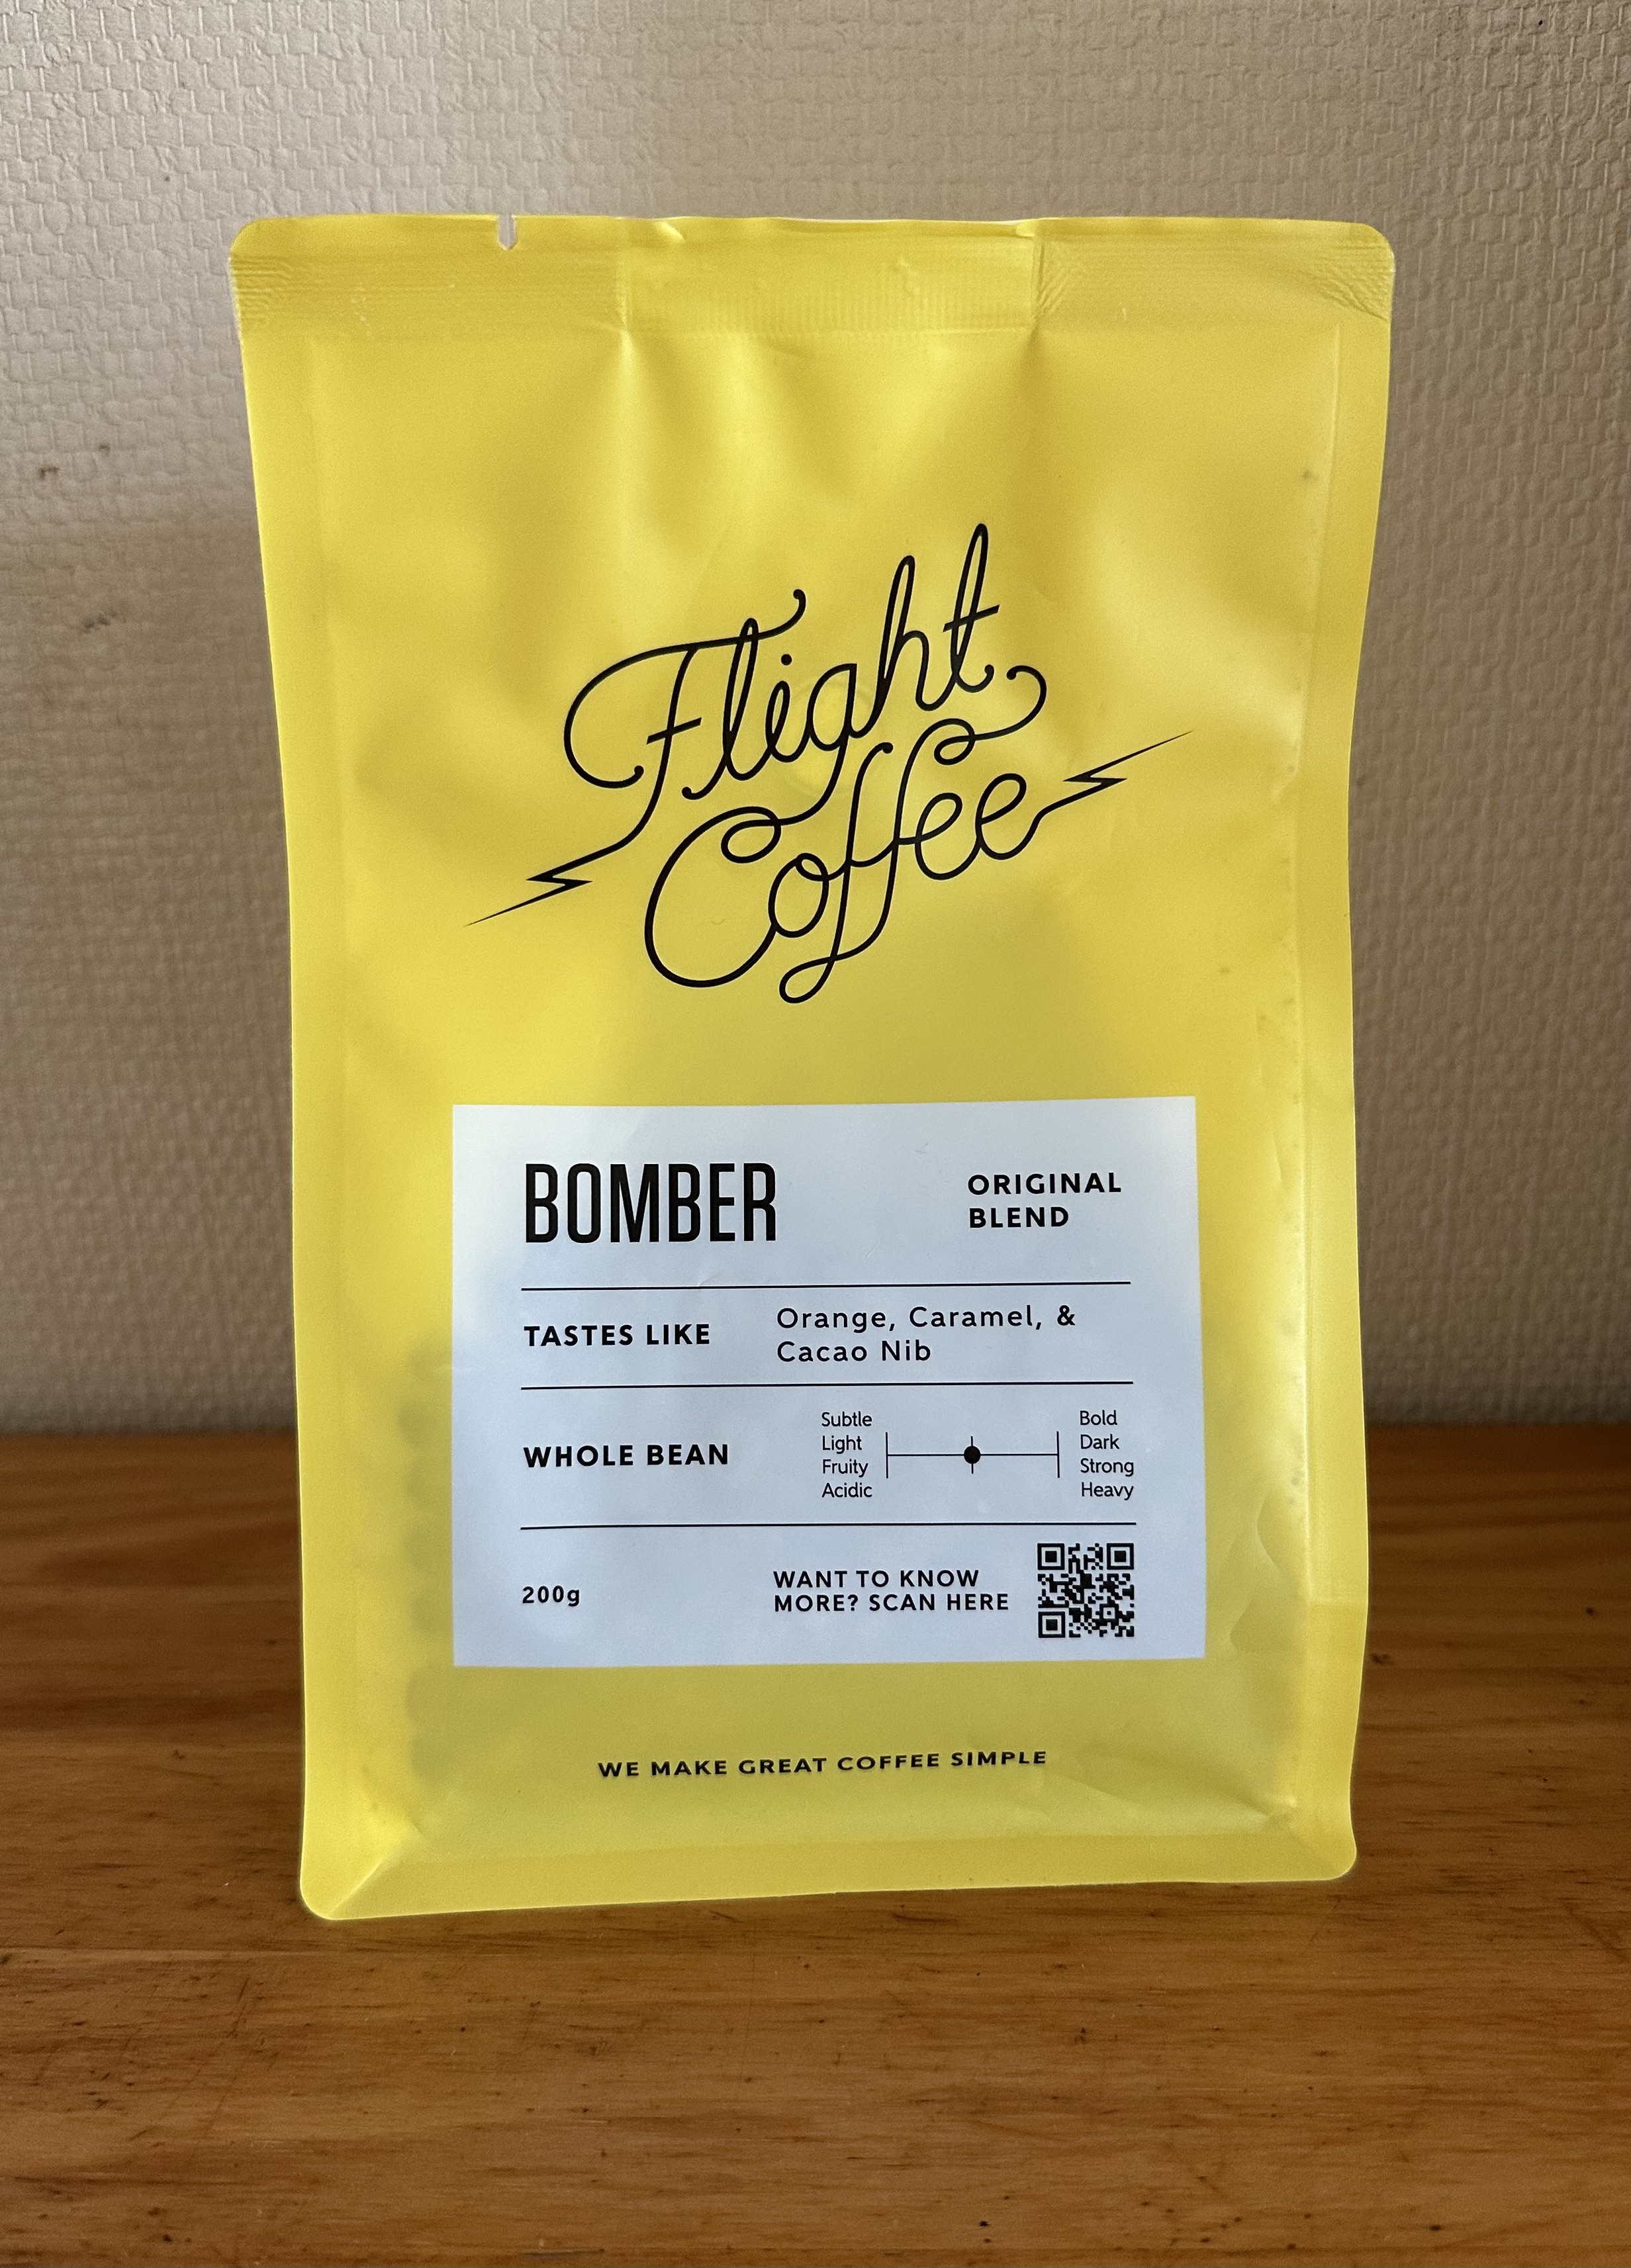 Flight
Coffee
BOMBER
ORIGINAL
BLEND
TASTES LIKE
Orange, Caramel, &
Cacao Nib
WHOLE BEAN
Subtle
Light
Fruity
Acidic
Bold
Dark
Strong
Heavy
200g
WANT TO KNOW
MORE? SCAN HERE
WE MAKE GREAT COFFEE SIMPLE